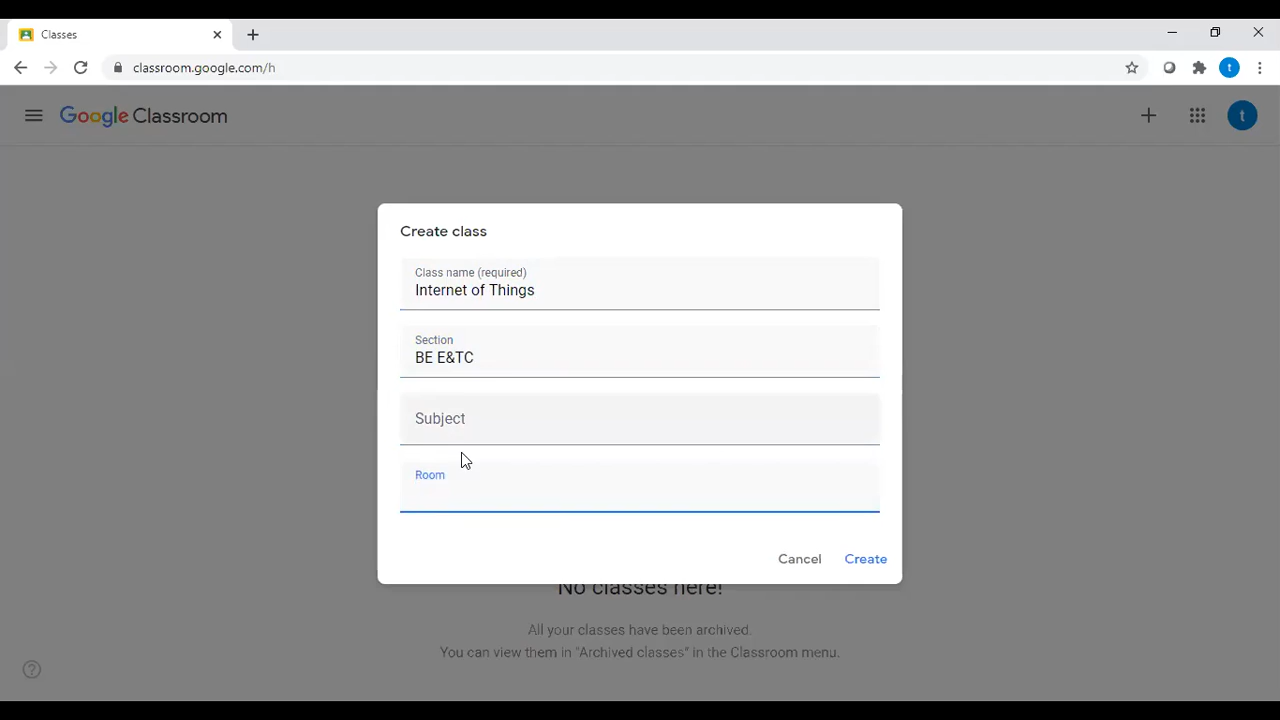 Classes
classroom.google.com/h
t
Google Classroom
t
Create class
Class name (required)
Internet of Things
Section
BE E&TC
Subject
Room
Cancel
Create
No classes here!
All your classes have been archived.
You can view them in "Archived classes" in the Classroom menu.